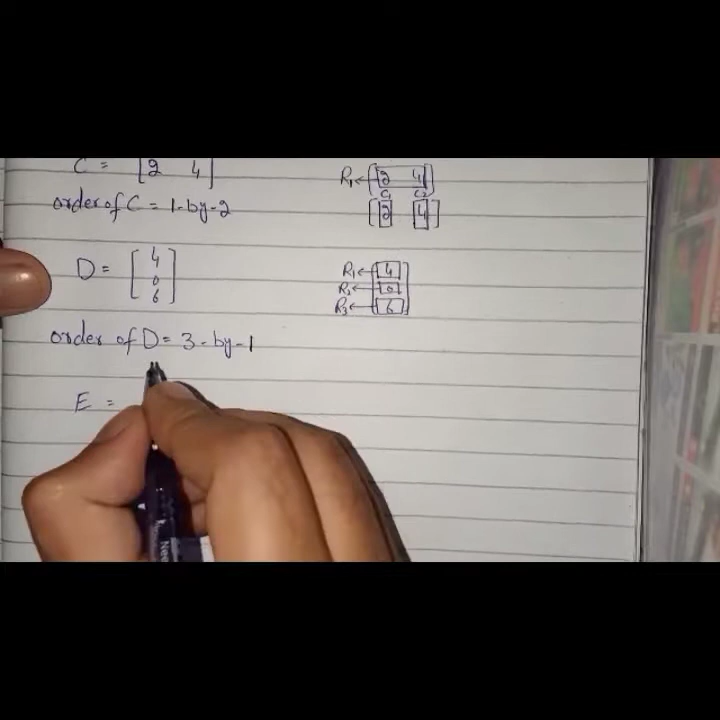 C = [2 4]
R1 ← [2 4]
C1 C2
order of C = 1-by-2
[2 4]
D = [4
0
6]
R1 ← [4]
R2 ← [0]
R3 ← [6]
order of D = 3-by-1
E =